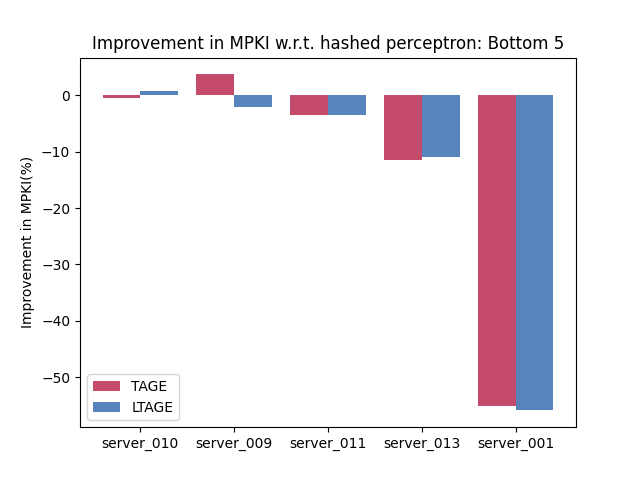 Improvement in MPKI w.r.t. hashed perceptron: Bottom 5
Improvement in MPKI(%)
0
−10
−20
−30
−40
−50
TAGE
LTAGE
server_010 server_009 server_011 server_013 server_001